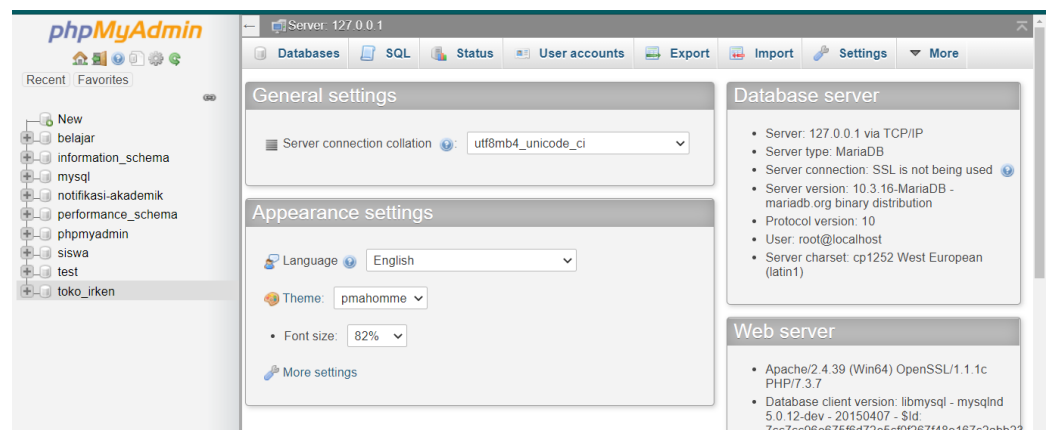 phpMyAdmin
Recent Favorites
New
belajar
information_schema
mysql
notifikasi-akademik
performance_schema
phpmyadmin
siswa
test
toko_irken
Server: 127.0.0.1
Databases SQL Status User accounts Export Import Settings More
General settings
Server connection collation : utf8mb4_unicode_ci
Appearance settings
Language English
Theme: pmahomme
• Font size: 82%
More settings
Database server
• Server: 127.0.0.1 via TCP/IP
• Server type: MariaDB
• Server connection: SSL is not being used
• Server version: 10.3.16-MariaDB -
mariadb.org binary distribution
• Protocol version: 10
• User: root@localhost
• Server charset: cp1252 West European
(latin1)
Web server
• Apache/2.4.39 (Win64) OpenSSL/1.1.1c
PHP/7.3.7
• Database client version: libmysql - mysqlnd
5.0.12-dev - 20150407 - $Id: